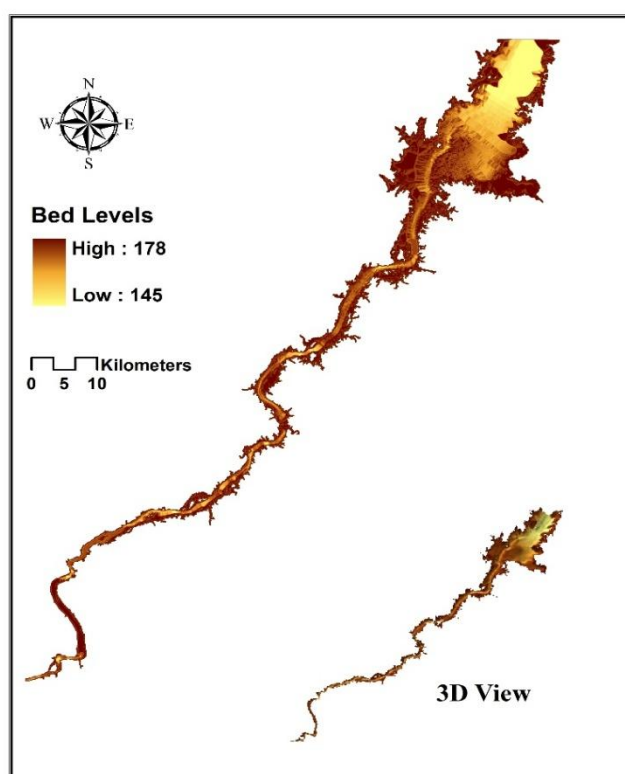 N
W E
S
Bed Levels
High : 178
Low : 145
Kilometers
0 5 10
3D View